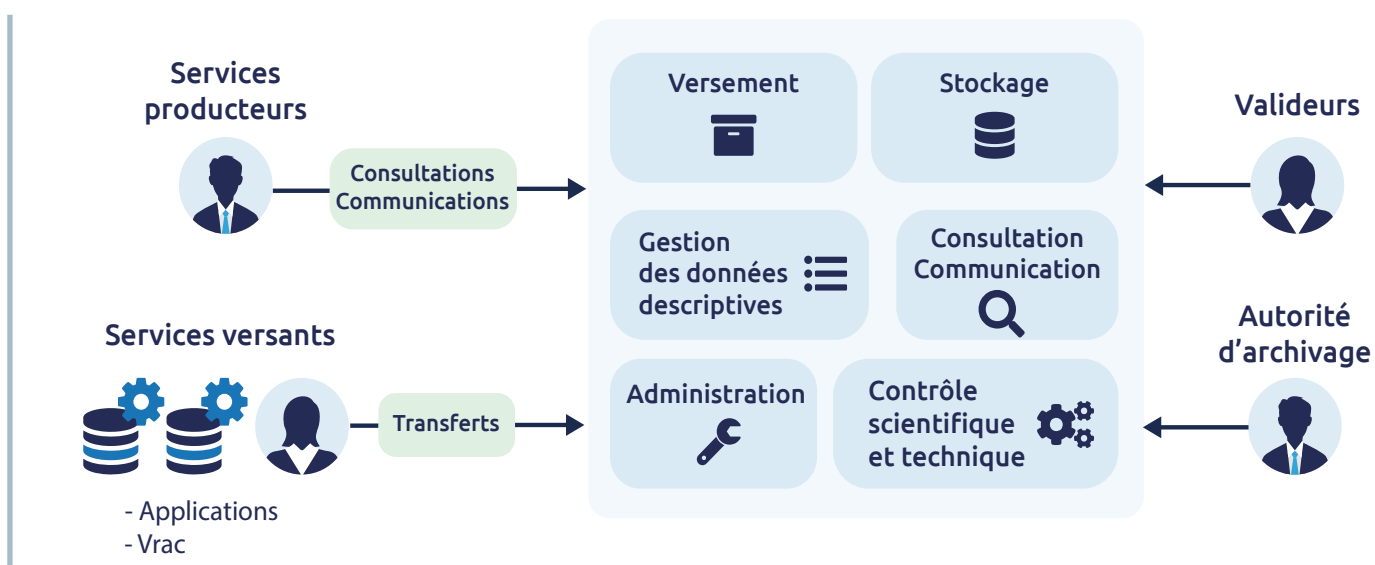 Services
producteurs
Consultations
Communications
Services versants
Transferts
- Applications
- Vrac
Versement
Stockage
Gestion
des données
descriptives
Consultation
Communication
Administration
Contrôle
scientifique
et technique
Valideurs
Autorité
d’archivage